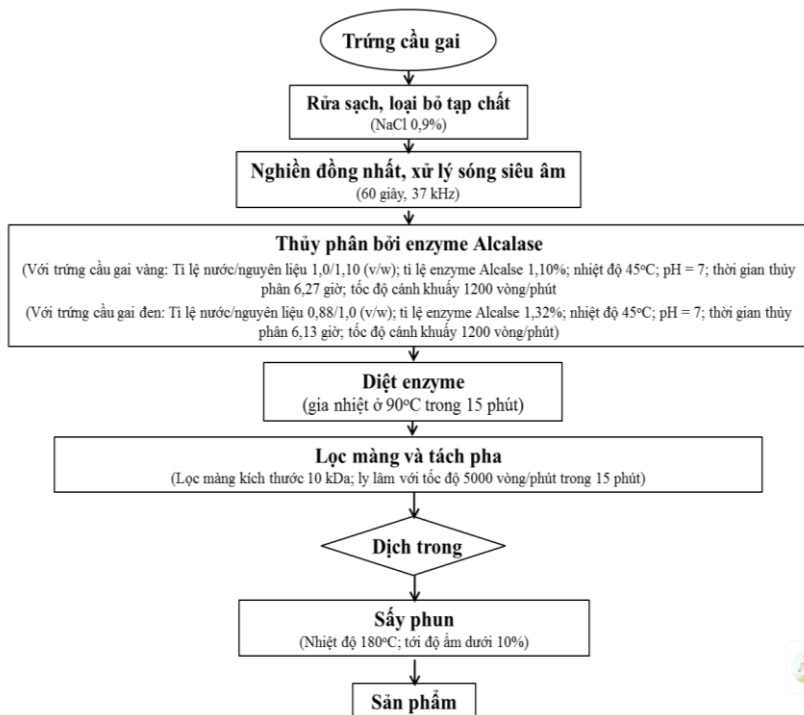 Trứng cầu gai
Rửa sạch, loại bỏ tạp chất
(NaCl 0,9%)
Nghiền đồng nhất, xử lý sóng siêu âm
(60 giây, 37 kHz)
Thủy phân bởi enzyme Alcalase
(Với trứng cầu gai vàng: Tỉ lệ nước/nguyên liệu 1,0/1,10 (v/w); tỉ lệ enzyme Alcalse 1,10%; nhiệt độ 45°C; pH = 7; thời gian thủy
phân 6,27 giờ; tốc độ cánh khuấy 1200 vòng/phút
(Với trứng cầu gai đen: Tỉ lệ nước/nguyên liệu 0,88/1,0 (v/w); tỉ lệ enzyme Alcalse 1,32%; nhiệt độ 45°C; pH = 7; thời gian thủy
phân 6,13 giờ; tốc độ cánh khuấy 1200 vòng/phút)
Diệt enzyme
(gia nhiệt ở 90°C trong 15 phút)
Lọc màng và tách pha
(Lọc màng kích thước 10 kDa; ly lâm với tốc độ 5000 vòng/phút trong 15 phút)
Dịch trong
Sấy phun
(Nhiệt độ 180°C; tới độ ẩm dưới 10%)
Sản phẩm